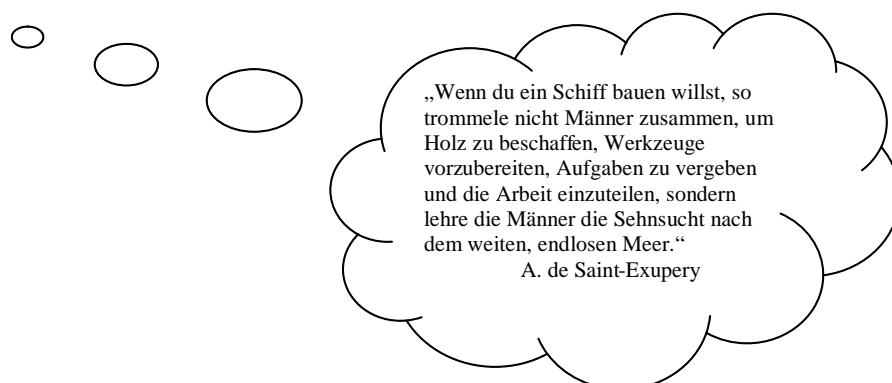 „Wenn du ein Schiff bauen willst, so
trommele nicht Männer zusammen, um
Holz zu beschaffen, Werkzeuge
vorzubereiten, Aufgaben zu vergeben
und die Arbeit einzuteilen, sondern
lehre die Männer die Sehnsucht nach
dem weiten, endlosen Meer.“
A. de Saint-Exupery